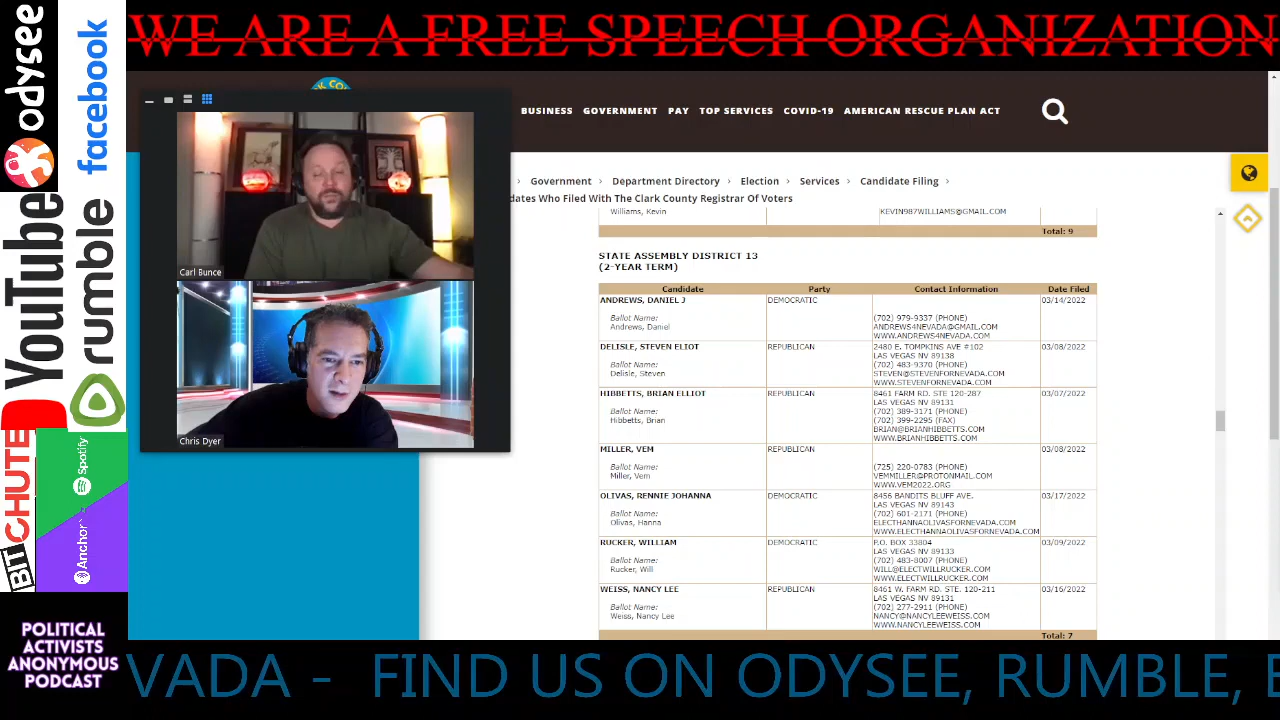 WE ARE A FREE SPEECH ORGANIZATION
odysee
facebook
YouTube
rumble
BITCHUTE
Spotify
Anchor
POLITICAL
ACTIVISTS
ANONYMOUS
PODCAST
BUSINESS GOVERNMENT PAY TOP SERVICES COVID-19 AMERICAN RESCUE PLAN ACT
› Government › Department Directory › Election › Services › Candidate Filing ›
dates Who Filed With The Clark County Registrar Of Voters
Carl Bunce
Chris Dyer
Williams, Kevin KEVIN987WILLIAMS@GMAIL.COM
Total: 9
STATE ASSEMBLY DISTRICT 13
(2-YEAR TERM)
Candidate Party Contact Information Date Filed
ANDREWS, DANIEL J DEMOCRATIC 03/14/2022
Ballot Name: (702) 979-9337 (PHONE)
Andrews, Daniel ANDREWS4NEVADA@GMAIL.COM
WWW.ANDREWS4NEVADA.COM
DELISLE, STEVEN ELIOT REPUBLICAN 2480 E. TOMPKINS AVE #102 03/08/2022
LAS VEGAS NV 89138
Ballot Name: (702) 483-9370 (PHONE)
Delisle, Steven STEVEN@STEVENFORNEVADA.COM
WWW.STEVENFORNEVADA.COM
HIBBETTS, BRIAN ELLIOT REPUBLICAN 8461 FARM RD. STE 120-287 03/07/2022
LAS VEGAS NV 89131
Ballot Name: (702) 389-3171 (PHONE)
Hibbetts, Brian (702) 399-2295 (FAX)
BRIAN@BRIANHIBBETTS.COM
WWW.BRIANHIBBETTS.COM
MILLER, VEM REPUBLICAN 03/08/2022
Ballot Name: (725) 220-0783 (PHONE)
Miller, Vem VEMMILLER@PROTONMAIL.COM
WWW.VEM2022.ORG
OLIVAS, RENNIE JOHANNA DEMOCRATIC 8456 BANDITS BLUFF AVE. 03/17/2022
LAS VEGAS NV 89143
Ballot Name: (702) 601-2171 (PHONE)
Olivas, Hanna ELECTHANNAOLIVASFORNEVADA.COM
WWW.ELECTHANNAOLIVASFORNEVADA.COM
RUCKER, WILLIAM DEMOCRATIC P.O. BOX 33804 03/09/2022
LAS VEGAS NV 89133
Ballot Name: (702) 483-8007 (PHONE)
Rucker, Will WILL@ELECTWILLRUCKER.COM
WWW.ELECTWILLRUCKER.COM
WEISS, NANCY LEE REPUBLICAN 8461 W. FARM RD. STE. 120-211 03/16/2022
LAS VEGAS NV 89131
Ballot Name: (702) 277-2911 (PHONE)
Weiss, Nancy Lee NANCY@NANCYLEEWEISS.COM
WWW.NANCYLEEWEISS.COM
Total: 7
VADA - FIND US ON ODYSEE, RUMBLE,